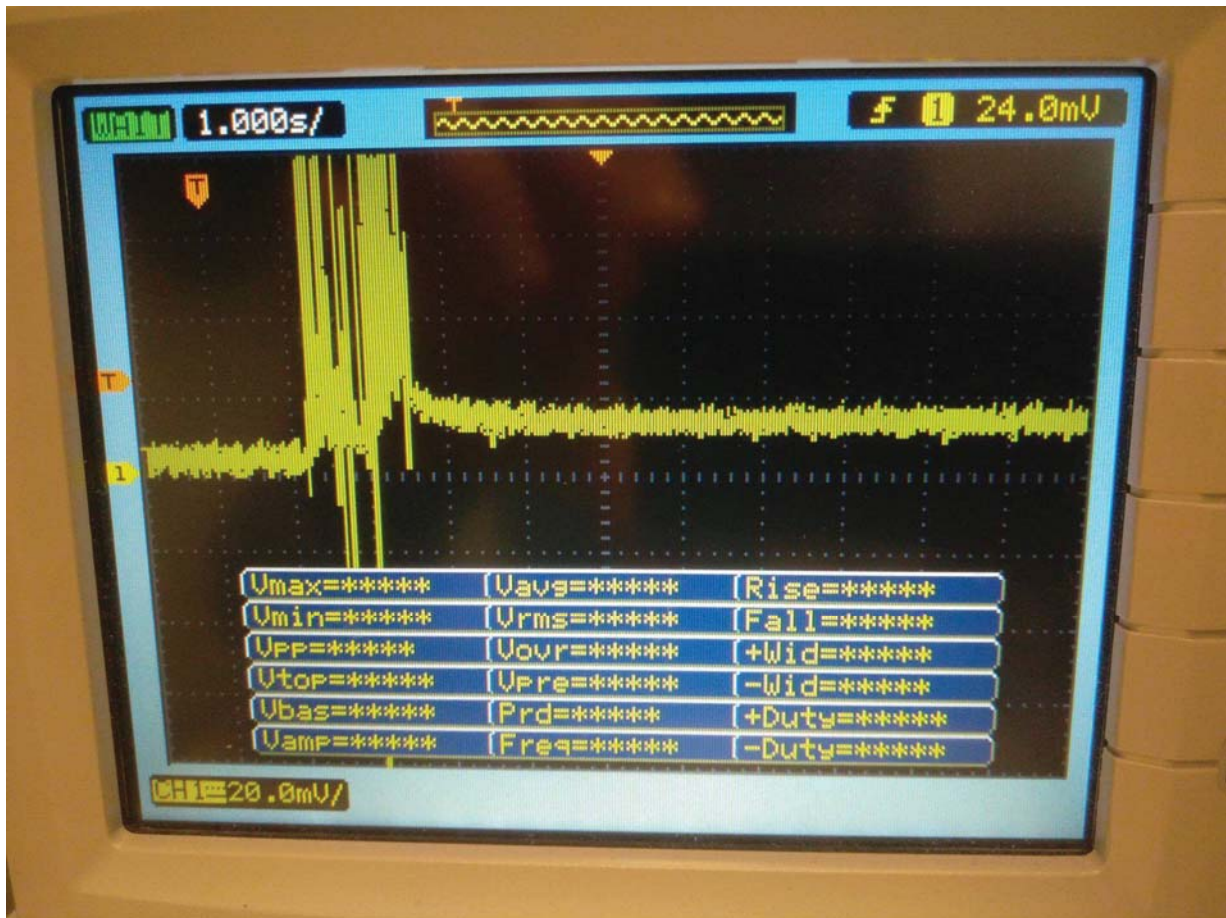 WAIT 1.000s/ T 1 24.0mV
T
T
1
Vmax=***** Vavg=***** Rise=*****
Vmin=***** Vrms=***** Fall=*****
Vpp=***** Vovr=***** +Wid=*****
Vtop=***** Vpre=***** -Wid=*****
Vbas=***** Prd=***** +Duty=*****
Vamp=***** Freq=***** -Duty=*****
CH1 20.0mV/